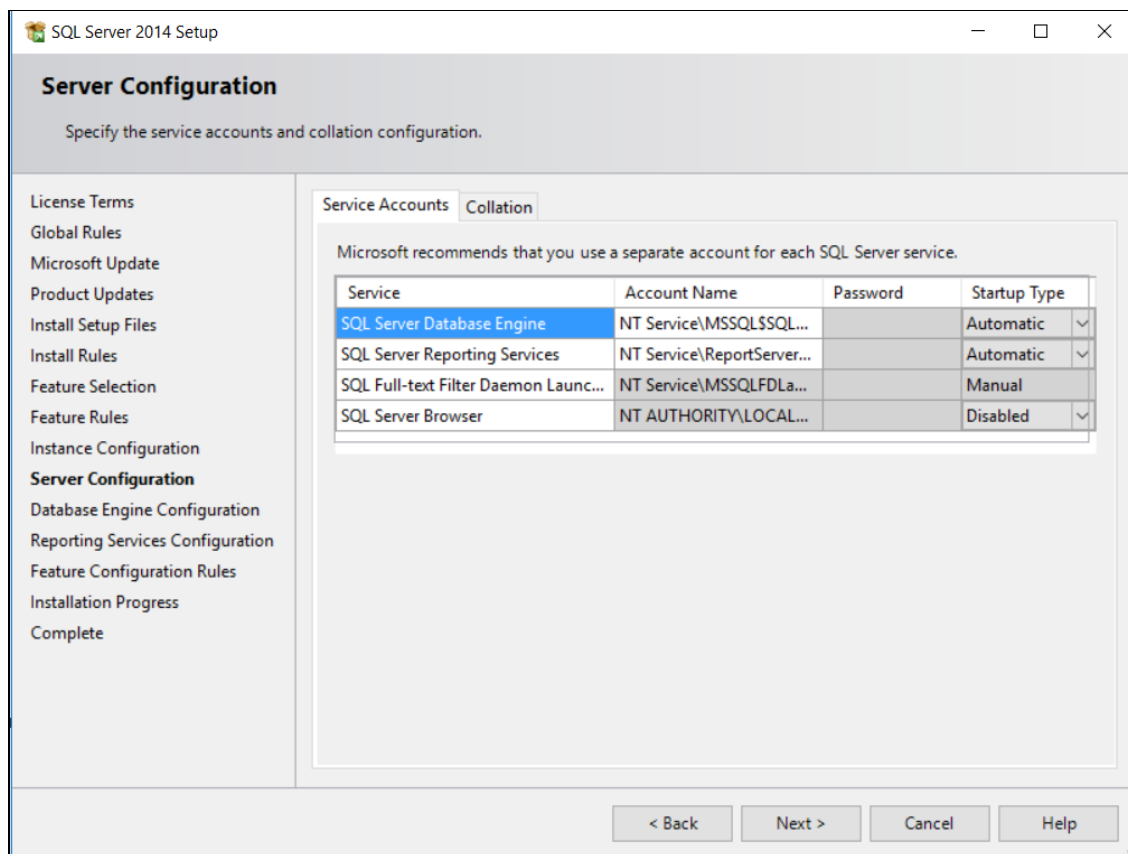 SQL Server 2014 Setup
Server Configuration
Specify the service accounts and collation configuration.
License Terms
Global Rules
Microsoft Update
Product Updates
Install Setup Files
Install Rules
Feature Selection
Feature Rules
Instance Configuration
Server Configuration
Database Engine Configuration
Reporting Services Configuration
Feature Configuration Rules
Installation Progress
Complete
Service Accounts Collation
Microsoft recommends that you use a separate account for each SQL Server service.
Service Account Name Password Startup Type
SQL Server Database Engine NT Service\MSSQL$SQL... Automatic
SQL Server Reporting Services NT Service\ReportServer... Automatic
SQL Full-text Filter Daemon Launc... NT Service\MSSQLFDLa... Manual
SQL Server Browser NT AUTHORITY\LOCAL... Disabled
< Back Next > Cancel Help